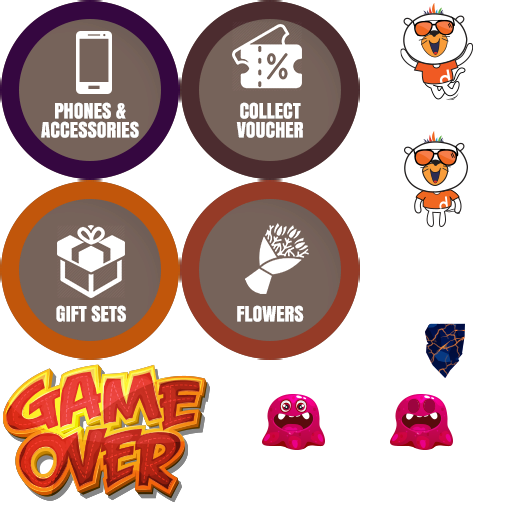 PHONES &
ACCESSORIES
COLLECT
VOUCHER
%
GIFT SETS
FLOWERS
GAME
OVER
d
d